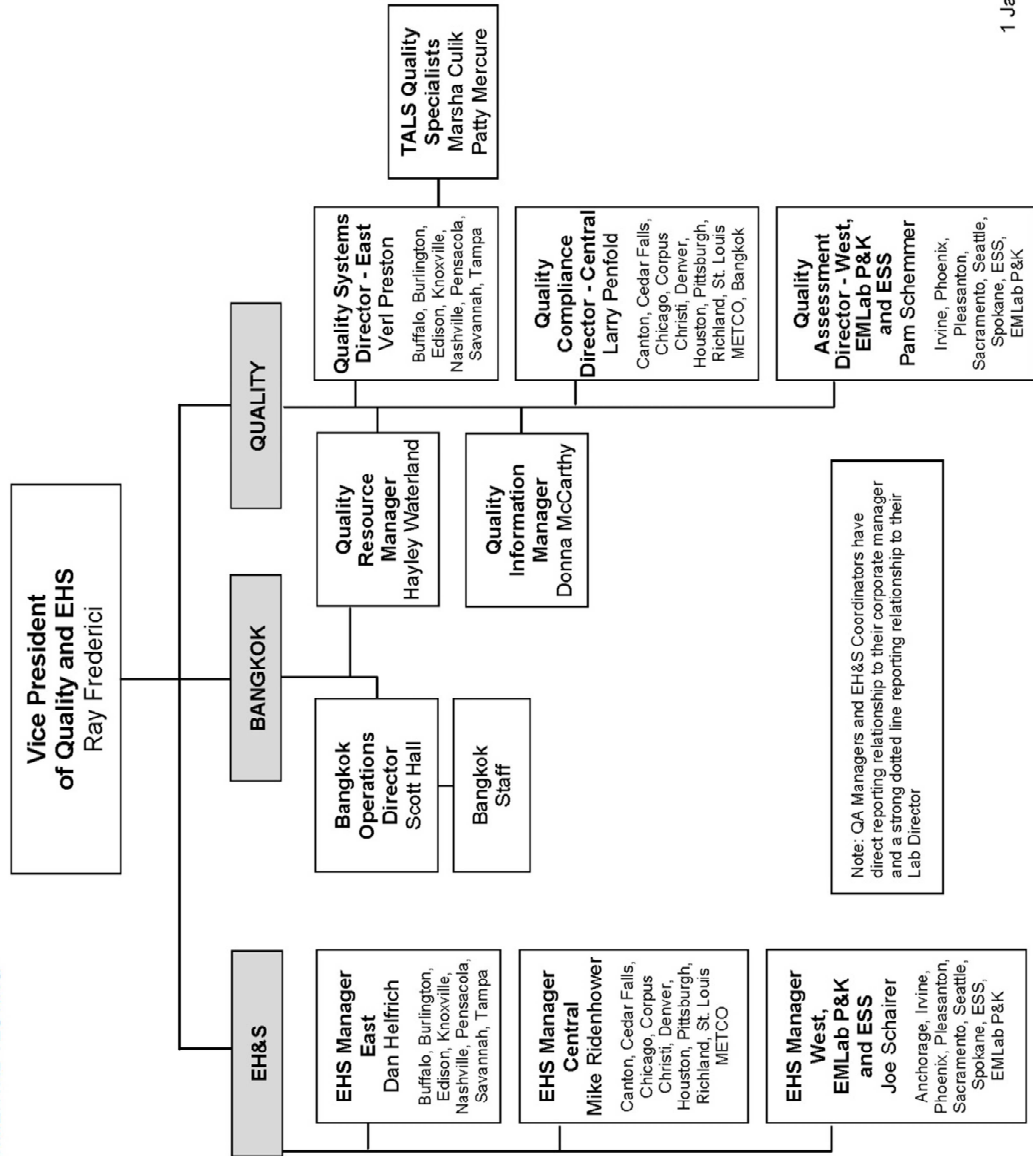 Vice President
of Quality and EHS
Ray Frederici
EH&S
BANGKOK
QUALITY
EHS Manager
East
Dan Helfrich
Buffalo, Burlington,
Edison, Knoxville,
Nashville, Pensacola,
Savannah, Tampa
EHS Manager
Central
Mike Ridenhower
Canton, Cedar Falls,
Chicago, Corpus
Christi, Denver,
Houston, Pittsburgh,
Richland, St. Louis
METCO
EHS Manager
West,
EMLab P&K
and ESS
Joe Schairer
Anchorage, Irvine,
Phoenix, Pleasanton,
Sacramento, Seattle,
Spokane, ESS,
EMLab P&K
Bangkok
Operations
Director
Scott Hall
Bangkok
Staff
Quality
Resource
Manager
Hayley Waterland
Quality
Information
Manager
Donna McCarthy
Quality Systems
Director - East
Verl Preston
Buffalo, Burlington,
Edison, Knoxville,
Nashville, Pensacola,
Savannah, Tampa
TALS Quality
Specialists
Marsha Culik
Patty Mercure
Quality
Compliance
Director - Central
Larry Penfold
Canton, Cedar Falls,
Chicago, Corpus
Christi, Denver,
Houston, Pittsburgh,
Richland, St. Louis
METCO, Bangkok
Quality
Assessment
Director - West,
EMLab P&K
and ESS
Pam Schemmer
Irvine, Phoenix,
Pleasanton,
Sacramento, Seattle,
Spokane, ESS,
EMLab P&K
Note: QA Managers and EH&S Coordinators have
direct reporting relationship to their corporate manager
and a strong dotted line reporting relationship to their
Lab Director